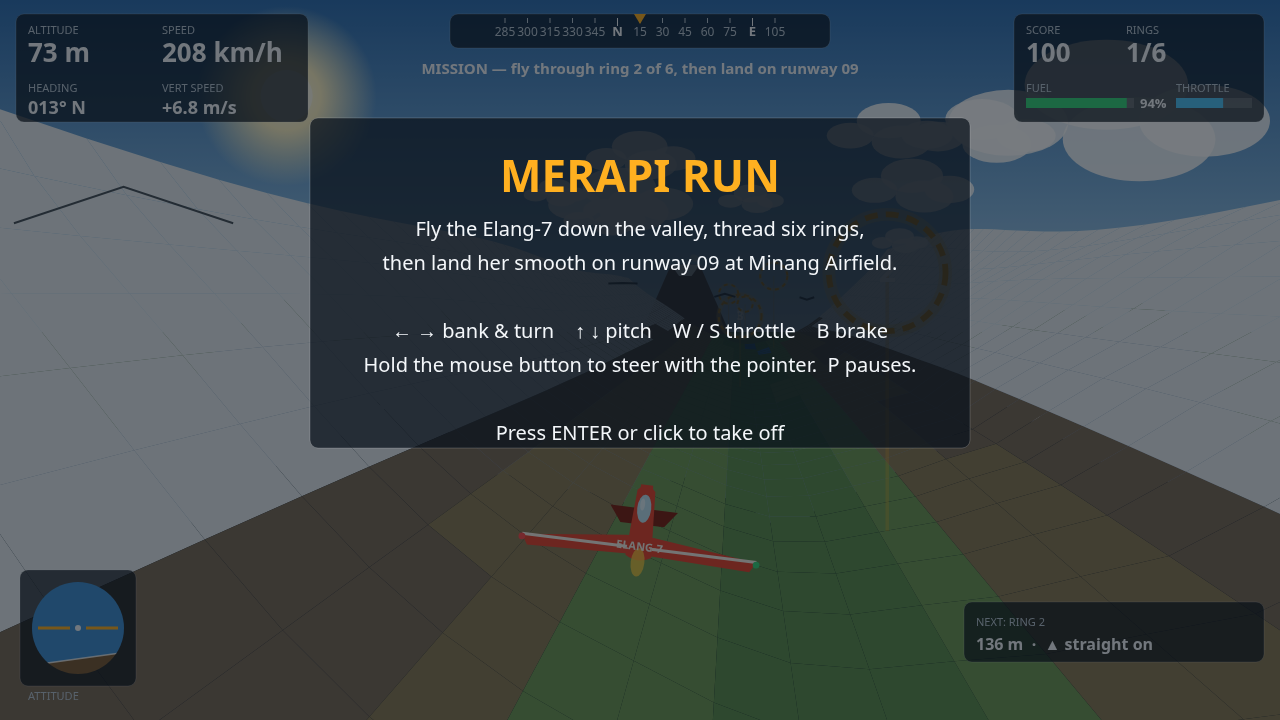 ALTITUDE
73 m
SPEED
208 km/h
HEADING
013° N
VERT SPEED
+6.8 m/s
285 300 315 330 345 N 15 30 45 60 75 E 105
MISSION — fly through ring 2 of 6, then land on runway 09
SCORE
100
RINGS
1/6
FUEL
94%
THROTTLE
MERAPI RUN
Fly the Elang-7 down the valley, thread six rings,
then land her smooth on runway 09 at Minang Airfield.
← → bank & turn ↑ ↓ pitch W / S throttle B brake
Hold the mouse button to steer with the pointer. P pauses.
Press ENTER or click to take off
ELANG-7
NEXT: RING 2
136 m · ▲ straight on
ATTITUDE